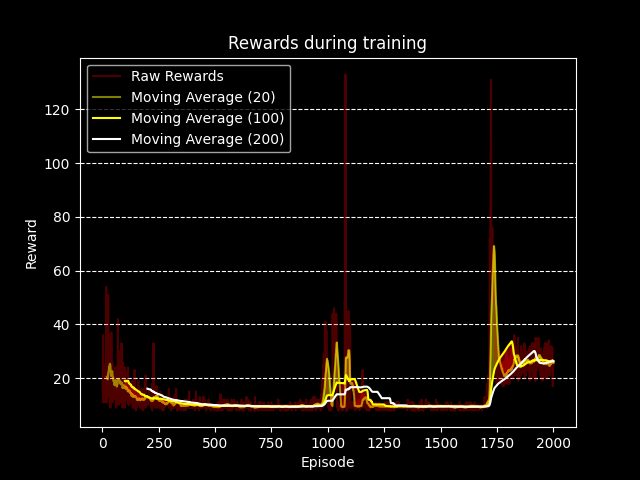 Rewards during training
Raw Rewards
Moving Average (20)
Moving Average (100)
Moving Average (200)
120
100
80
60
40
20
Reward
0
250
500
750
1000
1250
1500
1750
2000
Episode